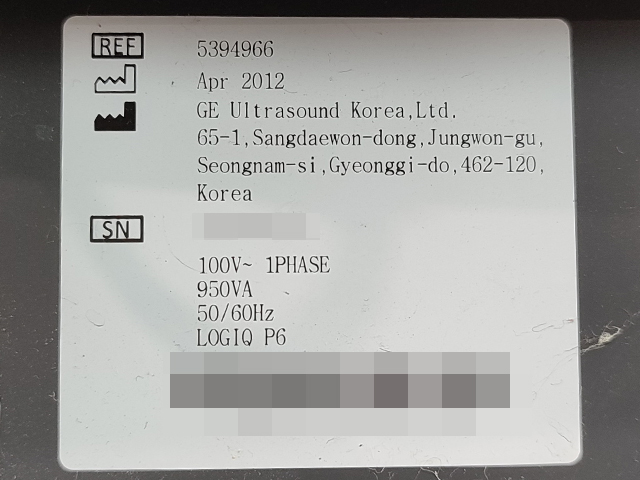 REF 5394966
Apr 2012
GE Ultrasound Korea,Ltd.
65-1,Sangdaewon-dong,Jungwon-gu,
Seongnam-si,Gyeonggi-do,462-120,
Korea
SN
100V~ 1PHASE
950VA
50/60Hz
LOGIQ P6